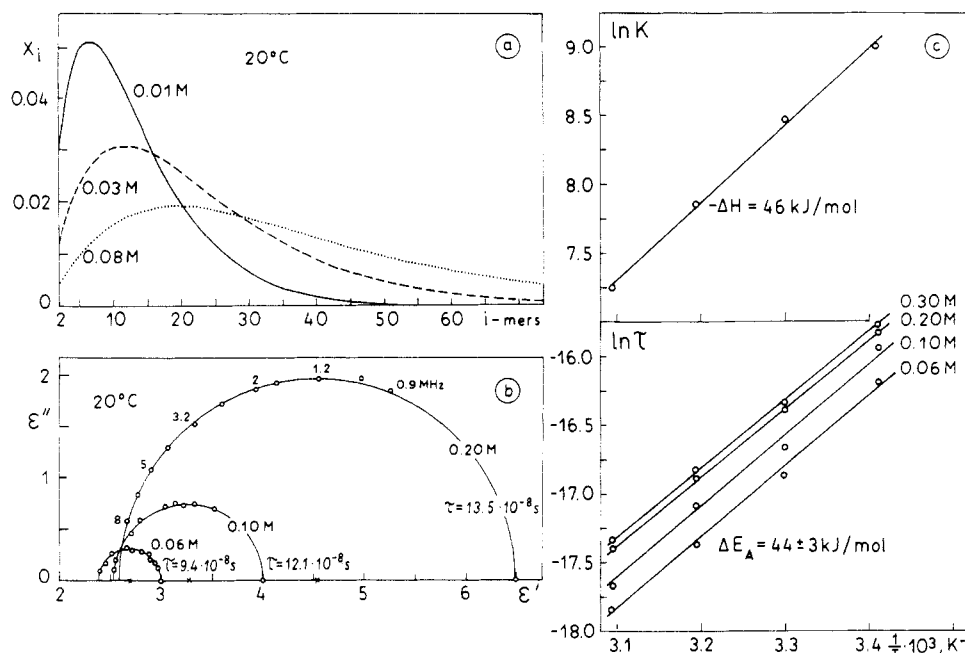 X_i
20°C
a
0.04
0.02
0
0.01 M
0.03 M
0.08 M
2 10 20 30 40 50 60 i-mers
20°C
b
ε''
2
1
0
8
5
3.2
2
1.2
0.9 MHz
0.20 M
τ = 13.5·10⁻⁸s
0.10 M
τ = 12.1·10⁻⁸s
0.06 M
τ = 9.4·10⁻⁸s
2 3 4 5 6 ε'
ln K
c
9.0
8.5
8.0
7.5
-ΔH = 46 kJ/mol
ln τ
0.30 M
0.20 M
0.10 M
0.06 M
-16.0
-16.5
-17.0
-17.5
-18.0
ΔE_A = 44 ± 3 kJ/mol
3.1 3.2 3.3 3.4
·10³, K⁻